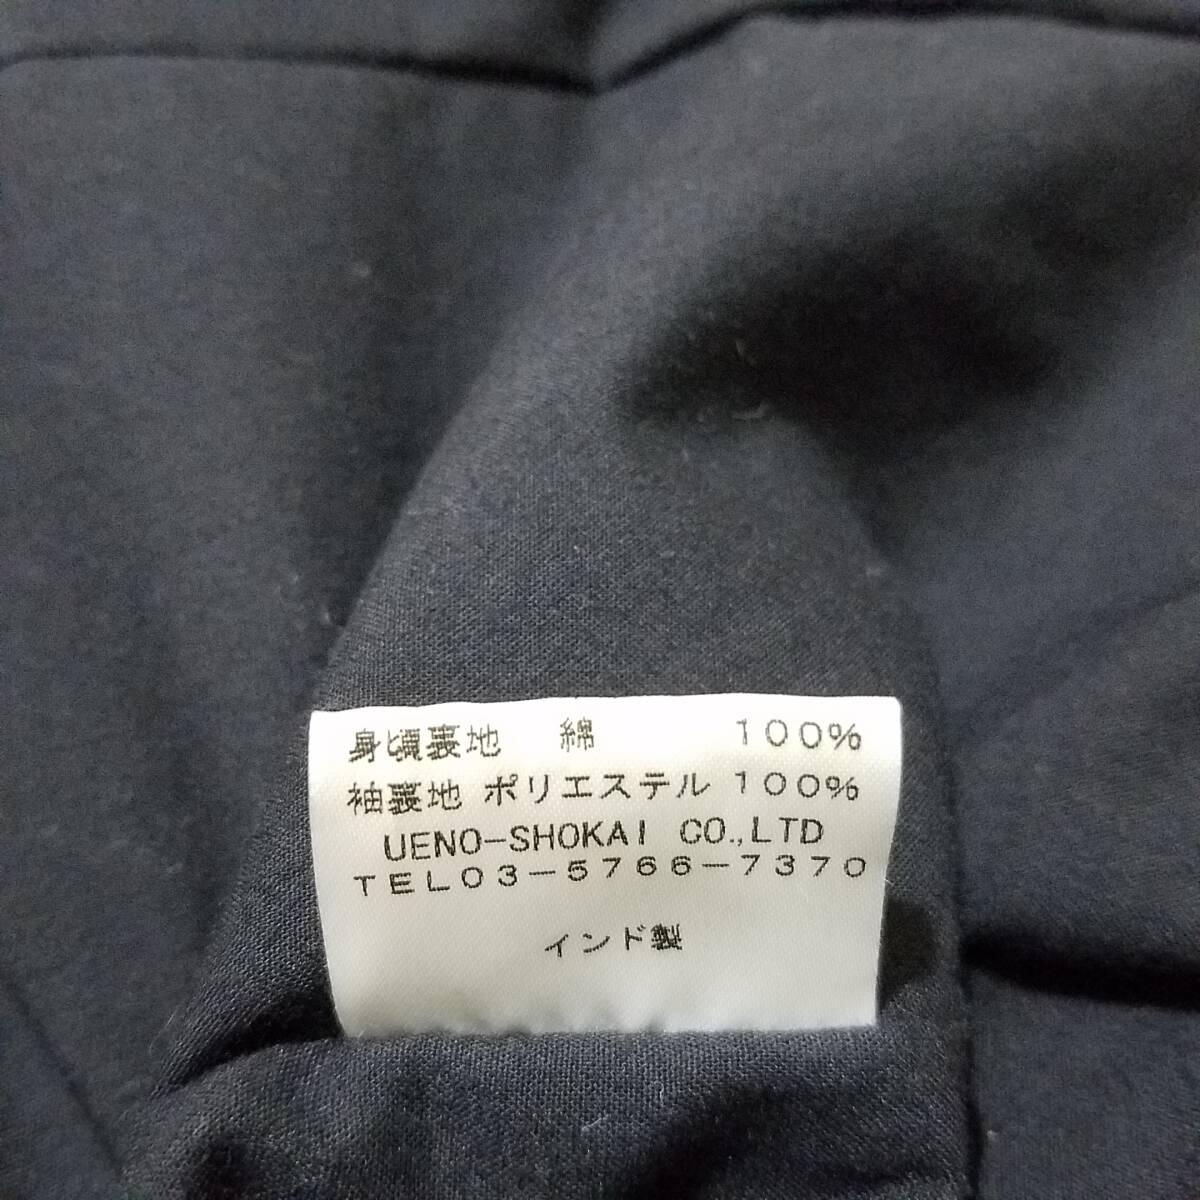 身頃裏地 綿 100%
袖裏地 ポリエステル 100%
UENO-SHOKAI CO.,LTD
TEL03-5766-7370
インド製